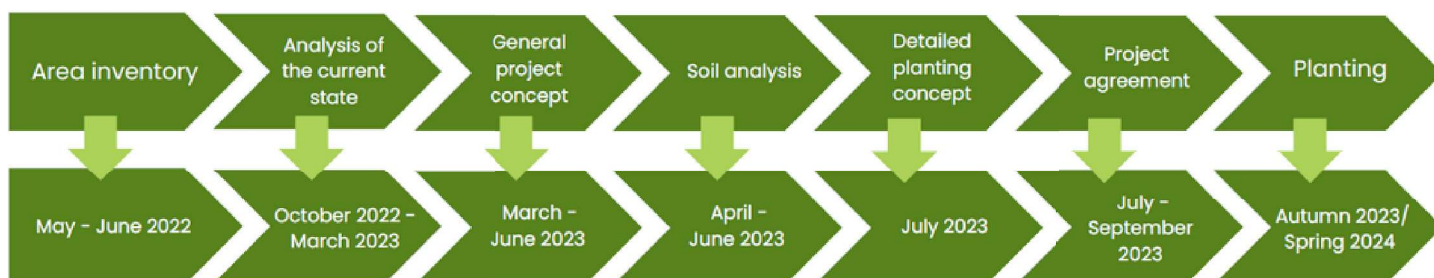 Area inventory
Analysis of
the current
state
General
project
concept
Soil analysis
Detailed
planting
concept
Project
agreement
Planting
May - June 2022
October 2022 -
March 2023
March -
June 2023
April -
June 2023
July 2023
July -
September
2023
Autumn 2023/
Spring 2024